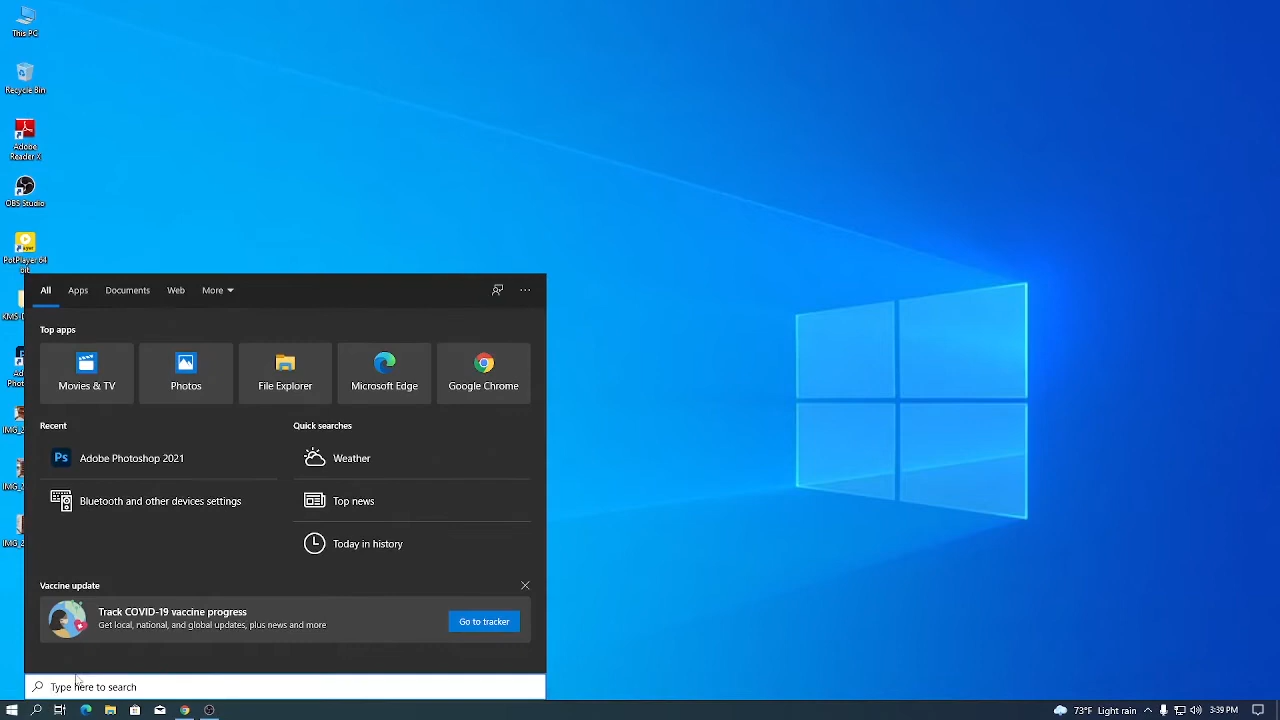 This PC
Recycle Bin
Adobe
Reader X
OBS Studio
PotPlayer 64
bit
All
Apps
Documents
Web
More
Top apps
Movies & TV
Photos
File Explorer
Microsoft Edge
Google Chrome
Recent
Quick searches
Ps
Adobe Photoshop 2021
Weather
Bluetooth and other devices settings
Top news
Today in history
Vaccine update
Track COVID-19 vaccine progress
Get local, national, and global updates, plus news and more
Go to tracker
Type here to search
73°F Light rain
3:39 PM